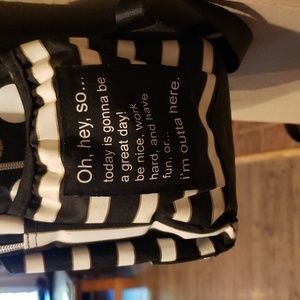 Oh, hey, so...
today is gonna be
a great day!
be nice, work
hard and have
fun, or...
i'm outta here.